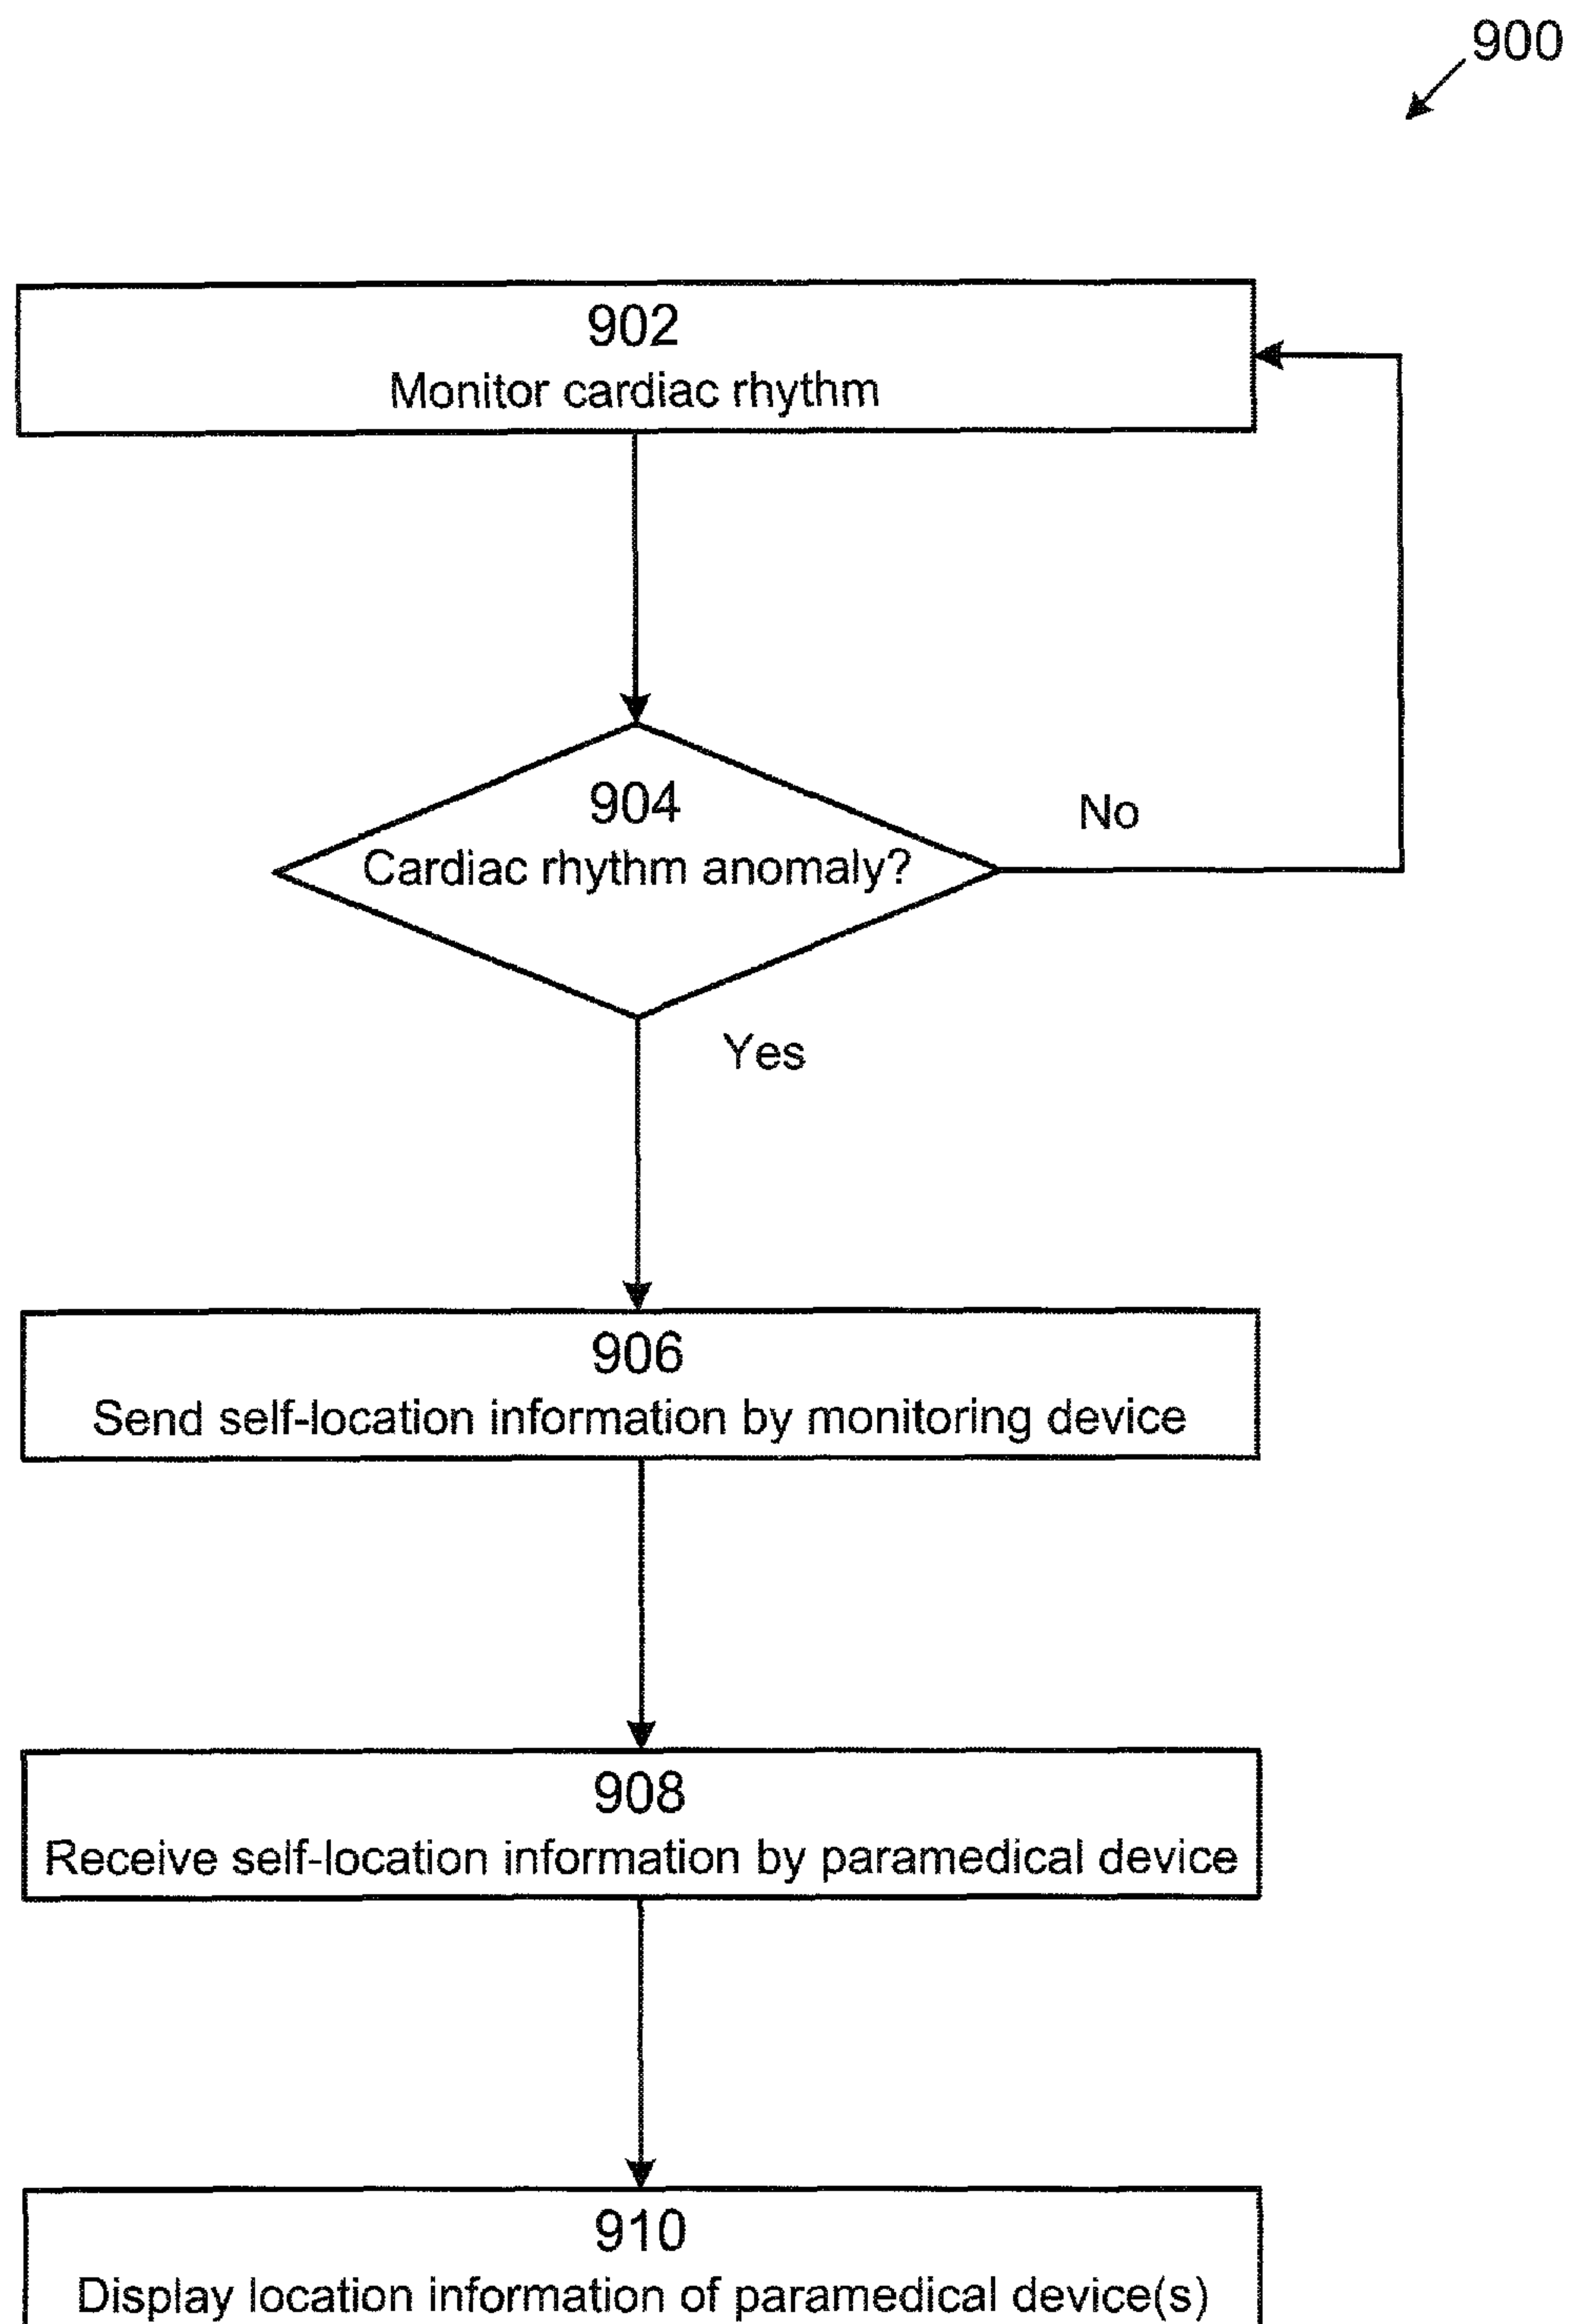 900
902
Monitor cardiac rhythm
904
Cardiac rhythm anomaly?
No
Yes
906
Send self-location information by monitoring device
908
Receive self-location information by paramedical device
910
Display location information of paramedical device(s)